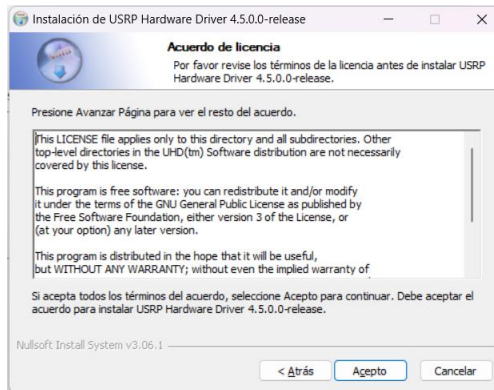 Instalación de USRP Hardware Driver 4.5.0.0-release
Acuerdo de licencia
Por favor revise los términos de la licencia antes de instalar USRP
Hardware Driver 4.5.0.0-release.
Presione Avanzar Página para ver el resto del acuerdo.
This LICENSE file applies only to this directory and all subdirectories. Other
top-level directories in the UHD(tm) Software distribution are not necessarily
covered by this license.
This program is free software: you can redistribute it and/or modify
it under the terms of the GNU General Public License as published by
the Free Software Foundation, either version 3 of the License, or
(at your option) any later version.
This program is distributed in the hope that it will be useful,
but WITHOUT ANY WARRANTY; without even the implied warranty of
Si acepta todos los términos del acuerdo, seleccione Acepto para continuar. Debe aceptar el
acuerdo para instalar USRP Hardware Driver 4.5.0.0-release.
Nullsoft Install System v3.06.1
< Atrás Acepto Cancelar